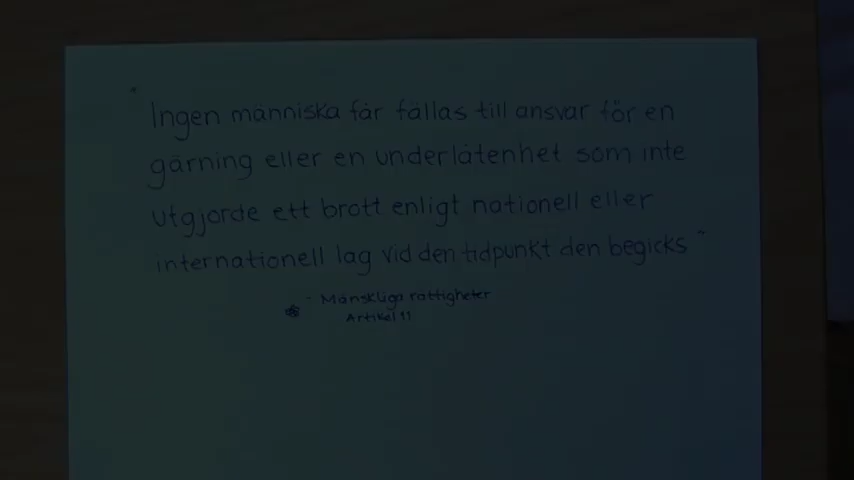 "Ingen människa får fällas till ansvar för en
gärning eller en underlåtenhet som inte
utgjorde ett brott enligt nationell eller
internationell lag vid den tidpunkt den begicks"
- Mänskliga rättigheter
Artikel 11